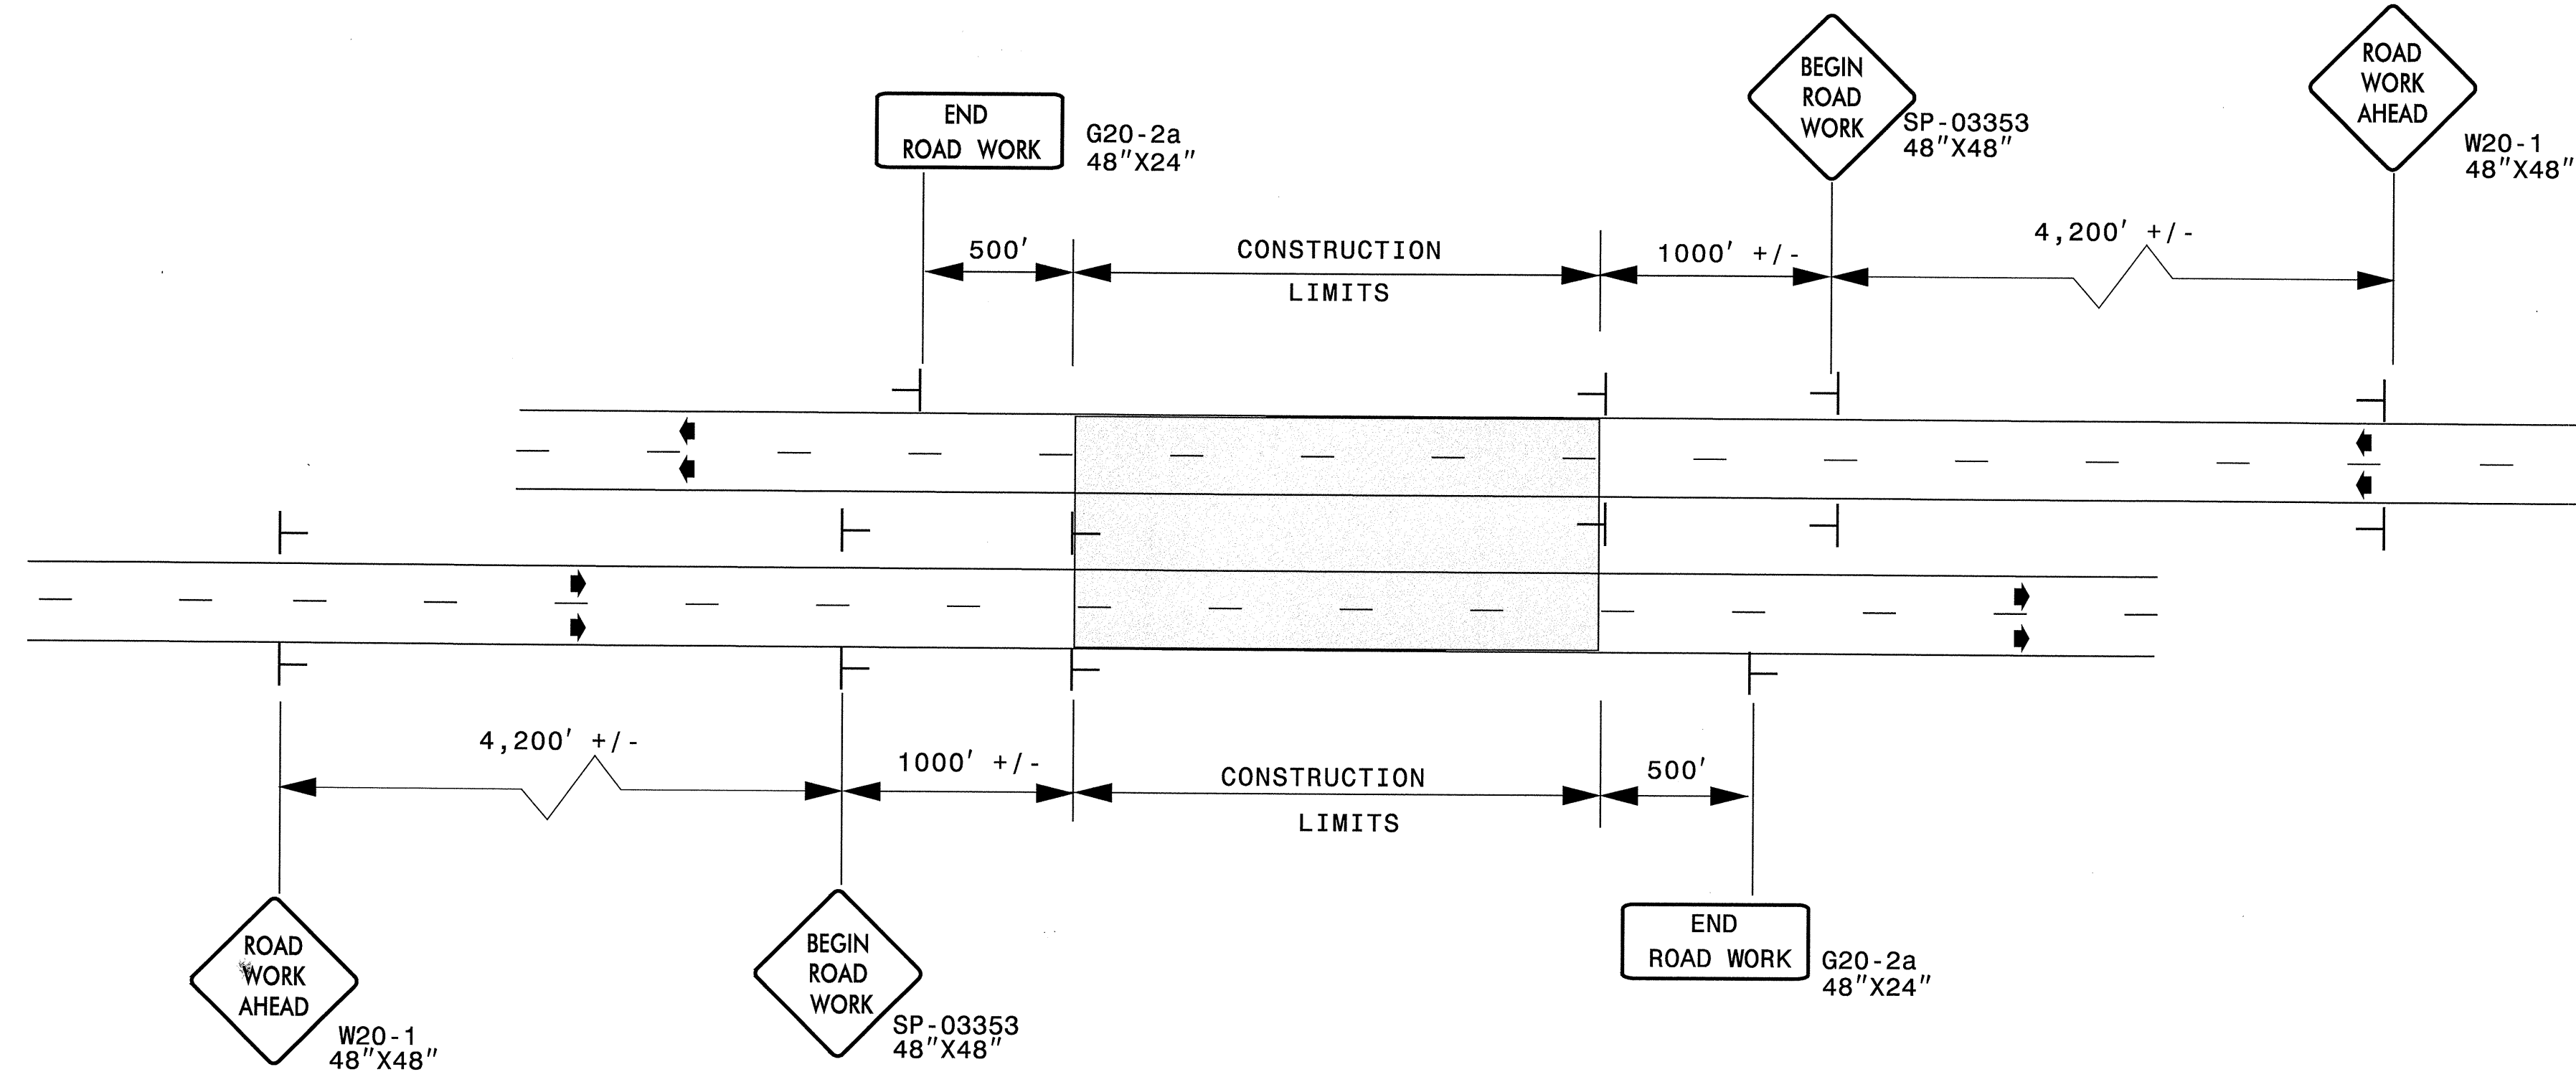 END
ROAD WORK
G20-2a
48"X24"
BEGIN
ROAD
WORK
SP-03353
48"X48"
ROAD
WORK
AHEAD
W20-1
48"X48"
500'
CONSTRUCTION
LIMITS
1000' +/-
4,200' +/-
4,200' +/-
1000' +/-
CONSTRUCTION
LIMITS
500'
ROAD
WORK
AHEAD
W20-1
48"X48"
BEGIN
ROAD
WORK
SP-03353
48"X48"
END
ROAD WORK
G20-2a
48"X24"